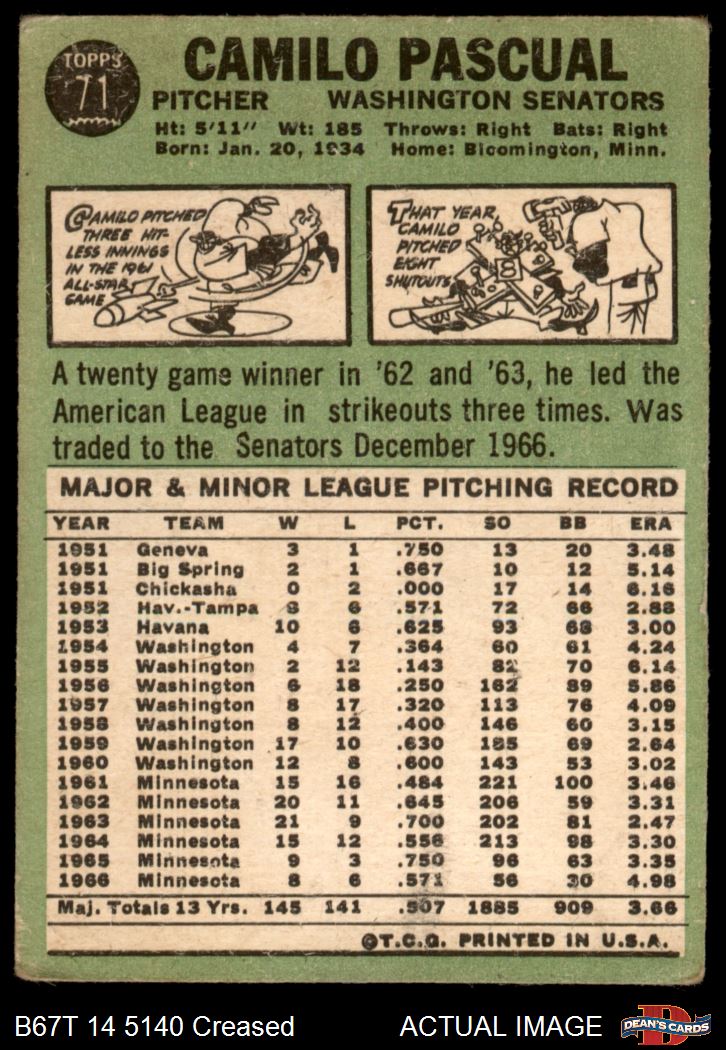 TOPPS
71
CAMILO PASCUAL
PITCHER WASHINGTON SENATORS
Ht: 5'11" Wt: 185 Throws: Right Bats: Right
Born: Jan. 20, 1934 Home: Bloomington, Minn.
CAMILO PITCHED
THREE HIT-
LESS INNINGS
IN THE 1961
ALL-STAR
GAME
THAT YEAR,
CAMILO
PITCHED
EIGHT
SHUTOUTS
8
A twenty game winner in '62 and '63, he led the
American League in strikeouts three times. Was
traded to the Senators December 1966.
MAJOR & MINOR LEAGUE PITCHING RECORD
YEAR TEAM W L PCT. SO BB ERA
1951 Geneva 3 1 .750 13 20 3.48
1951 Big Spring 2 1 .667 10 12 5.14
1951 Chickasha 0 2 .000 17 14 6.16
1952 Hav.-Tampa 8 6 .571 72 66 2.88
1953 Havana 10 6 .625 93 68 3.00
1954 Washington 4 7 .364 60 61 4.24
1955 Washington 2 12 .143 82 70 6.14
1956 Washington 6 18 .250 162 89 5.86
1957 Washington 8 17 .320 113 76 4.09
1958 Washington 8 12 .400 146 60 3.15
1959 Washington 17 10 .630 185 69 2.64
1960 Washington 12 8 .600 143 53 3.02
1961 Minnesota 15 16 .484 221 100 3.46
1962 Minnesota 20 11 .645 206 59 3.31
1963 Minnesota 21 9 .700 202 81 2.47
1964 Minnesota 15 12 .556 213 98 3.30
1965 Minnesota 9 3 .750 96 63 3.35
1966 Minnesota 8 6 .571 56 30 4.98
Maj. Totals 13 Yrs. 145 141 .507 1885 909 3.66
©T.C.G. PRINTED IN U.S.A.
B67T 14 5140 Creased ACTUAL IMAGE
D
DEAN'S CARDS